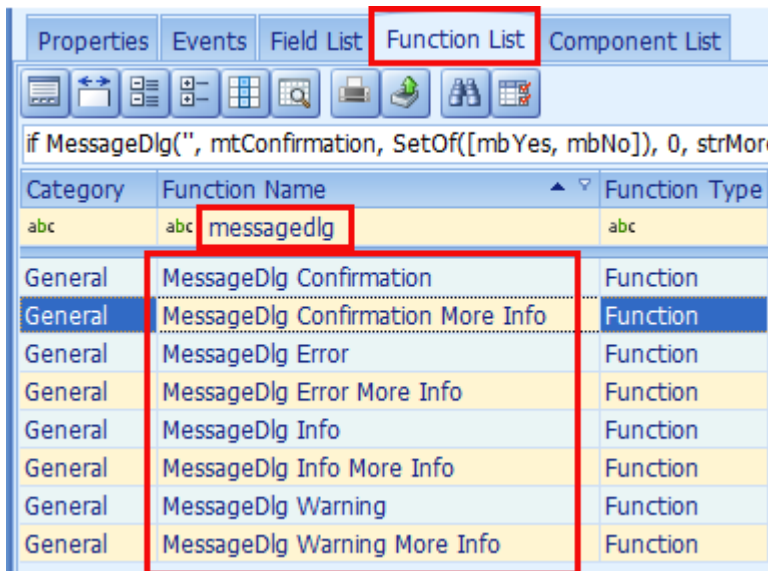 Properties Events Field List Function List Component List
if MessageDlg('', mtConfirmation, SetOf([mbYes, mbNo]), 0, strMor
Category Function Name Function Type
abc abc messagedlg abc
General MessageDlg Confirmation Function
General MessageDlg Confirmation More Info Function
General MessageDlg Error Function
General MessageDlg Error More Info Function
General MessageDlg Info Function
General MessageDlg Info More Info Function
General MessageDlg Warning Function
General MessageDlg Warning More Info Function